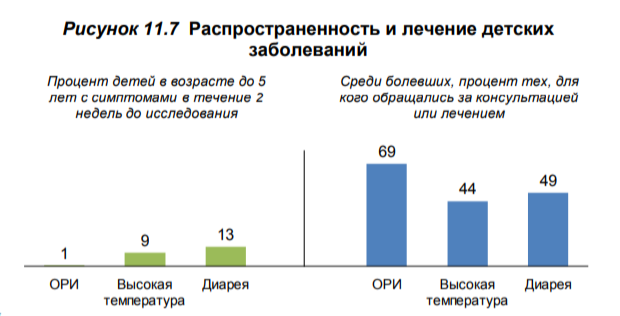 Рисунок 11.7 Распространенность и лечение детских
заболеваний
Процент детей в возрасте до 5
лет с симптомами в течение 2
недель до исследования
Среди болевших, процент тех, для
кого обращались за консультацией
или лечением
1
9
13
69
44
49
ОРИ
Высокая
температура
Диарея
ОРИ
Высокая
температура
Диарея